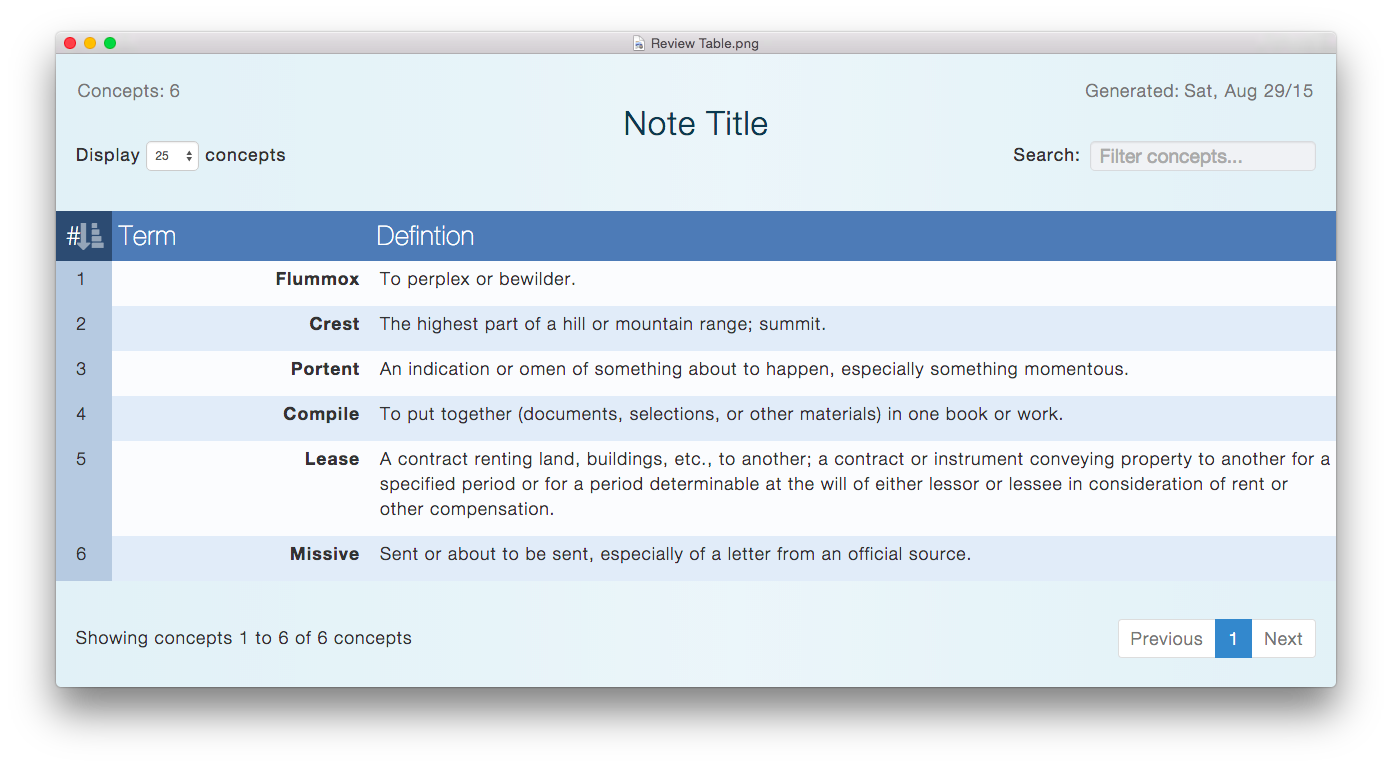 Review Table.png
Concepts: 6
Generated: Sat, Aug 29/15
Note Title
Display 25 concepts
Search: Filter concepts...
# Term Defintion
1 Flummox To perplex or bewilder.
2 Crest The highest part of a hill or mountain range; summit.
3 Portent An indication or omen of something about to happen, especially something momentous.
4 Compile To put together (documents, selections, or other materials) in one book or work.
5 Lease A contract renting land, buildings, etc., to another; a contract or instrument conveying property to another for a
specified period or for a period determinable at the will of either lessor or lessee in consideration of rent or
other compensation.
6 Missive Sent or about to be sent, especially of a letter from an official source.
Showing concepts 1 to 6 of 6 concepts
Previous 1 Next